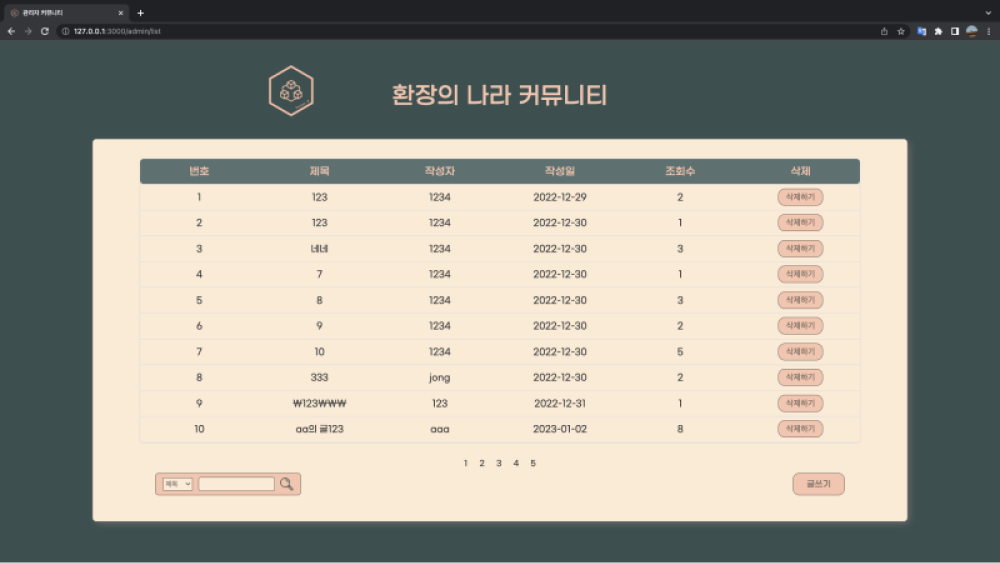 관리자 커뮤니티
127.0.0.1:3000/admin/list
환장의 나라 커뮤니티
번호 제목 작성자 작성일 조회수 삭제
1 123 1234 2022-12-29 2 삭제하기
2 123 1234 2022-12-30 1 삭제하기
3 네네 1234 2022-12-30 3 삭제하기
4 7 1234 2022-12-30 1 삭제하기
5 8 1234 2022-12-30 3 삭제하기
6 9 1234 2022-12-30 2 삭제하기
7 10 1234 2022-12-30 5 삭제하기
8 333 jong 2022-12-30 2 삭제하기
9 ₩123₩₩₩ 123 2022-12-31 1 삭제하기
10 aa의 글123 aaa 2023-01-02 8 삭제하기
1 2 3 4 5
제목 글쓰기